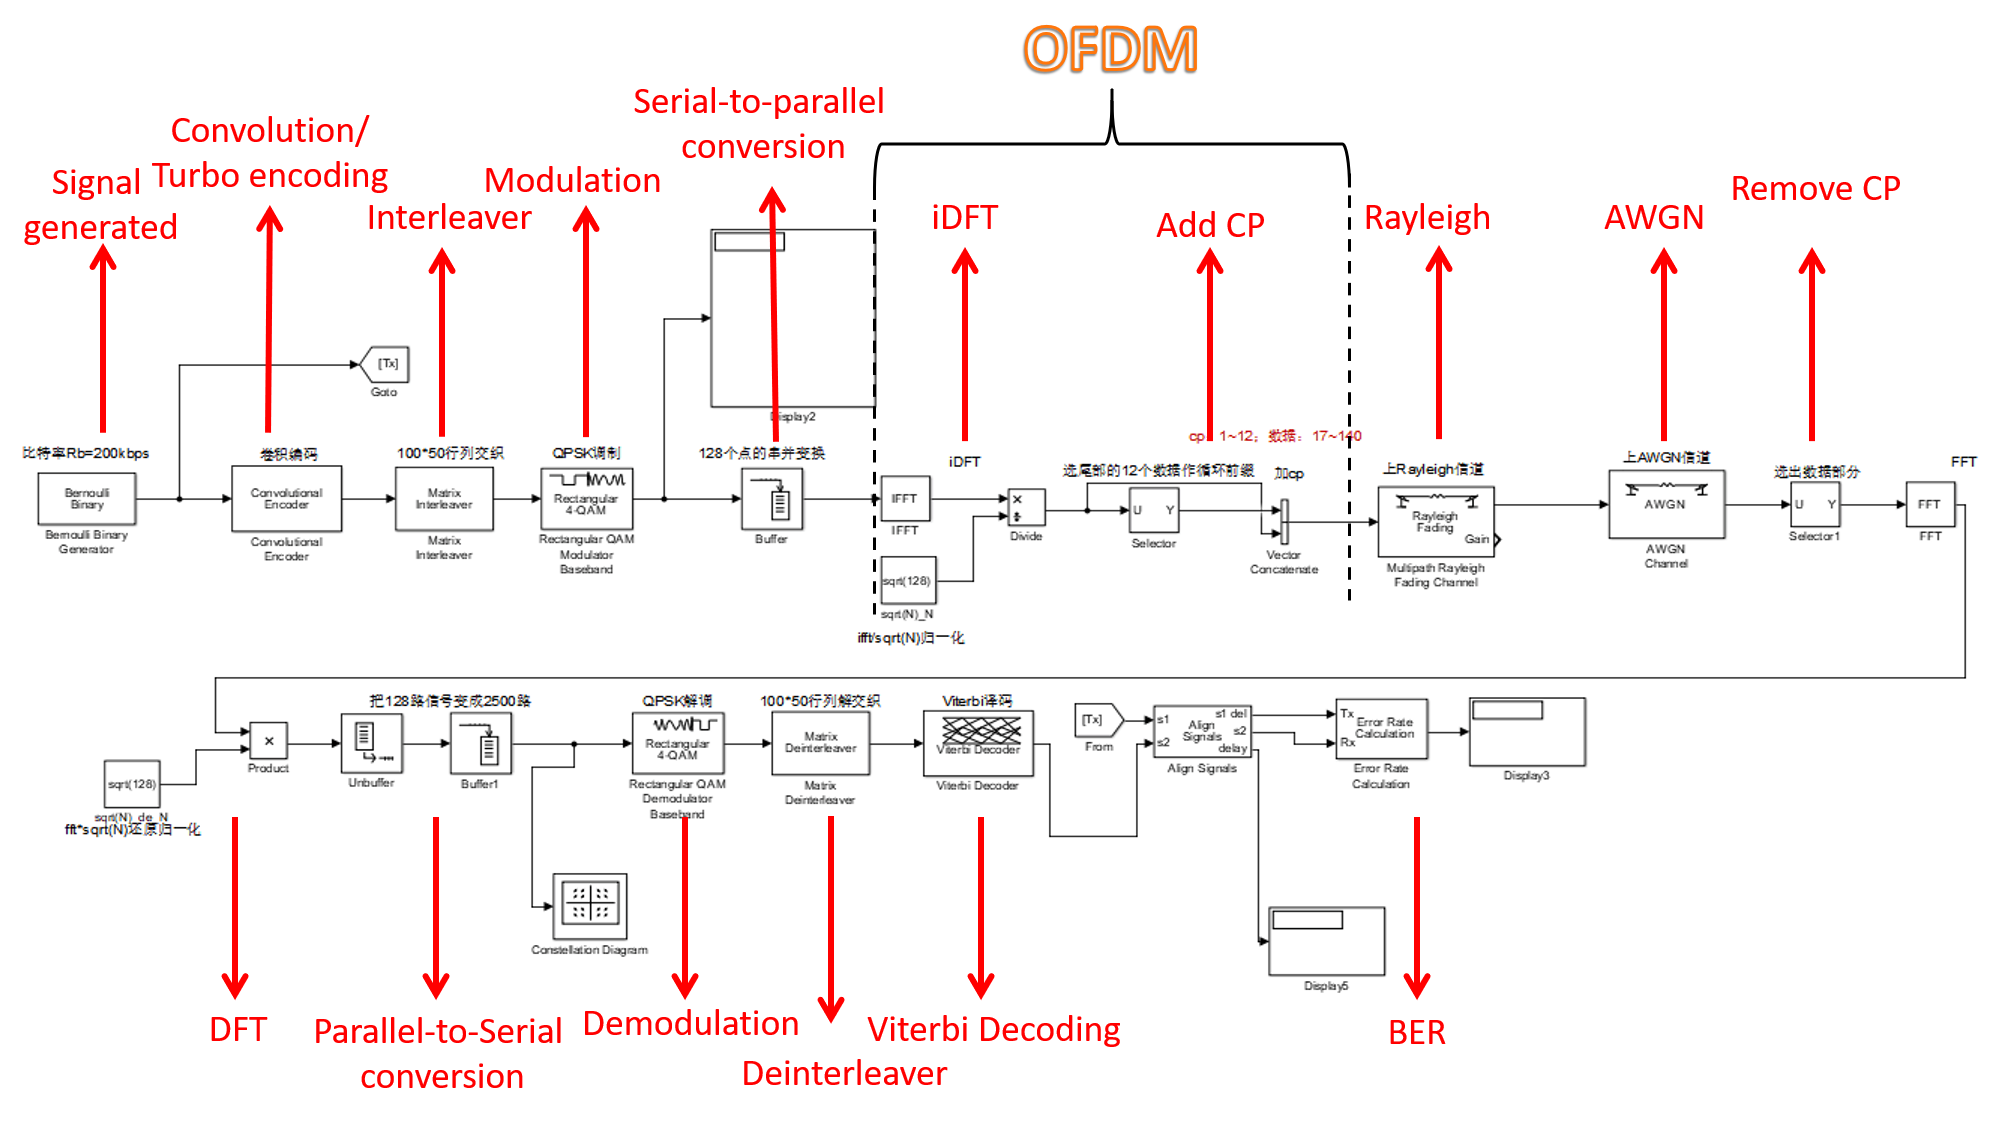 OFDM
Serial-to-parallel
conversion
Convolution/
Turbo encoding
Signal
generated
Interleaver
Modulation
iDFT
Add CP
Rayleigh
AWGN
Remove CP
[Tx]
Goto
Display2
比特率Rb=200kbps
卷积编码
100*50行列交织
QPSK调制
128个点的串并变换
iDFT
cp：1~12；数据：17~140
选尾部的12个数据作循环前缀
加cp
上Rayleigh信道
上AWGN信道
选出数据部分
FFT
Bernoulli
Binary
Bernoulli Binary
Generator
Convolutional
Encoder
Convolutional
Encoder
Matrix
Interleaver
Matrix
Interleaver
Rectangular
4-QAM
Rectangular QAM
Modulator
Baseband
Buffer
IFFT
IFFT
×
÷
Divide
sqrt(128)
sqrt(N)_N
ifft/sqrt(N)归一化
U Y
Selector
Vector
Concatenate
Rayleigh
Fading
Gain
Multipath Rayleigh
Fading Channel
AWGN
AWGN
Channel
U Y
Selector1
FFT
FFT
把128路信号变成2500路
QPSK解调
100*50行列解交织
Viterbi译码
×
Product
sqrt(128)
sqrt(N)_de_N
fft*sqrt(N)还原归一化
Unbuffer
Buffer1
Rectangular
4-QAM
Rectangular QAM
Demodulator
Baseband
Matrix
Deinterleaver
Matrix
Deinterleaver
Viterbi Decoder
Viterbi Decoder
[Tx]
From
s1
s2
Align
Signals
s1 del
s2
delay
Align Signals
Tx
Rx
Error Rate
Calculation
Error Rate
Calculation
Display3
Constellation Diagram
Display5
DFT
Parallel-to-Serial
conversion
Demodulation
Deinterleaver
Viterbi Decoding
BER